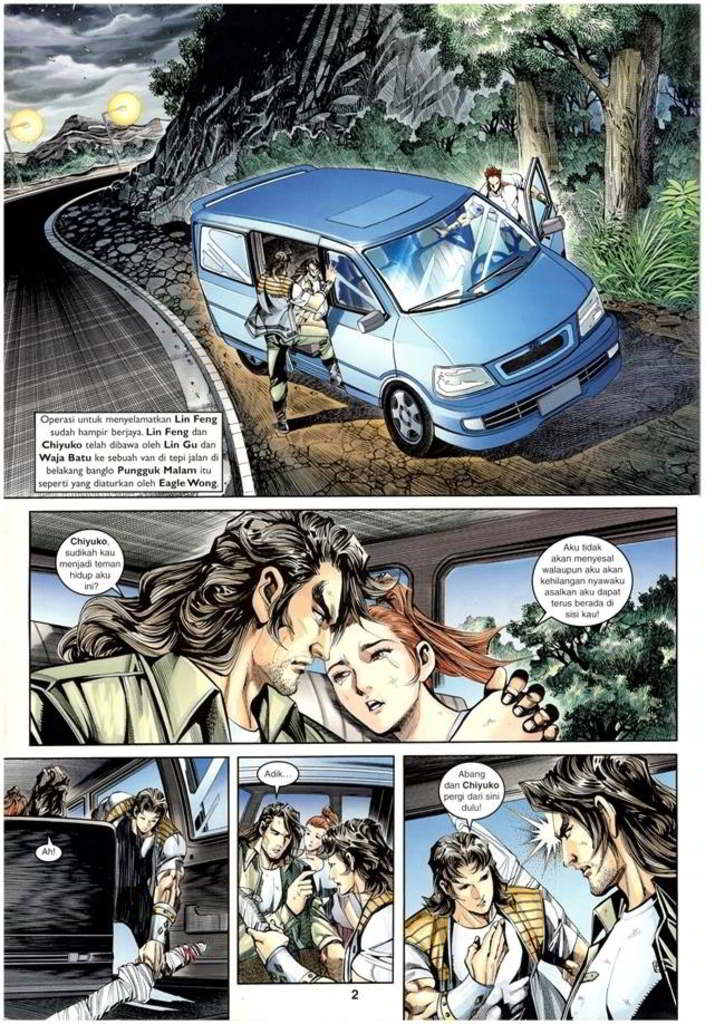 Operasi untuk menyelamatkan Lin Feng
sudah hampir berjaya. Lin Feng dan
Chiyuko telah dibawa oleh Lin Gu dan
Waja Batu ke sebuah van di tepi jalan di
belakang banglo Pungguk Malam itu
seperti yang diaturkan oleh Eagle Wong.
Chiyuko,
sudikah kau
menjadi teman
hidup aku
ini?
Aku tidak
akan menyesal
walaupun aku akan
kehilangan nyawaku
asalkan aku dapat
terus berada di
sisi kau!
Ah!
Adik...
Abang
dan Chiyuko
pergi dari sini
dulu!
2